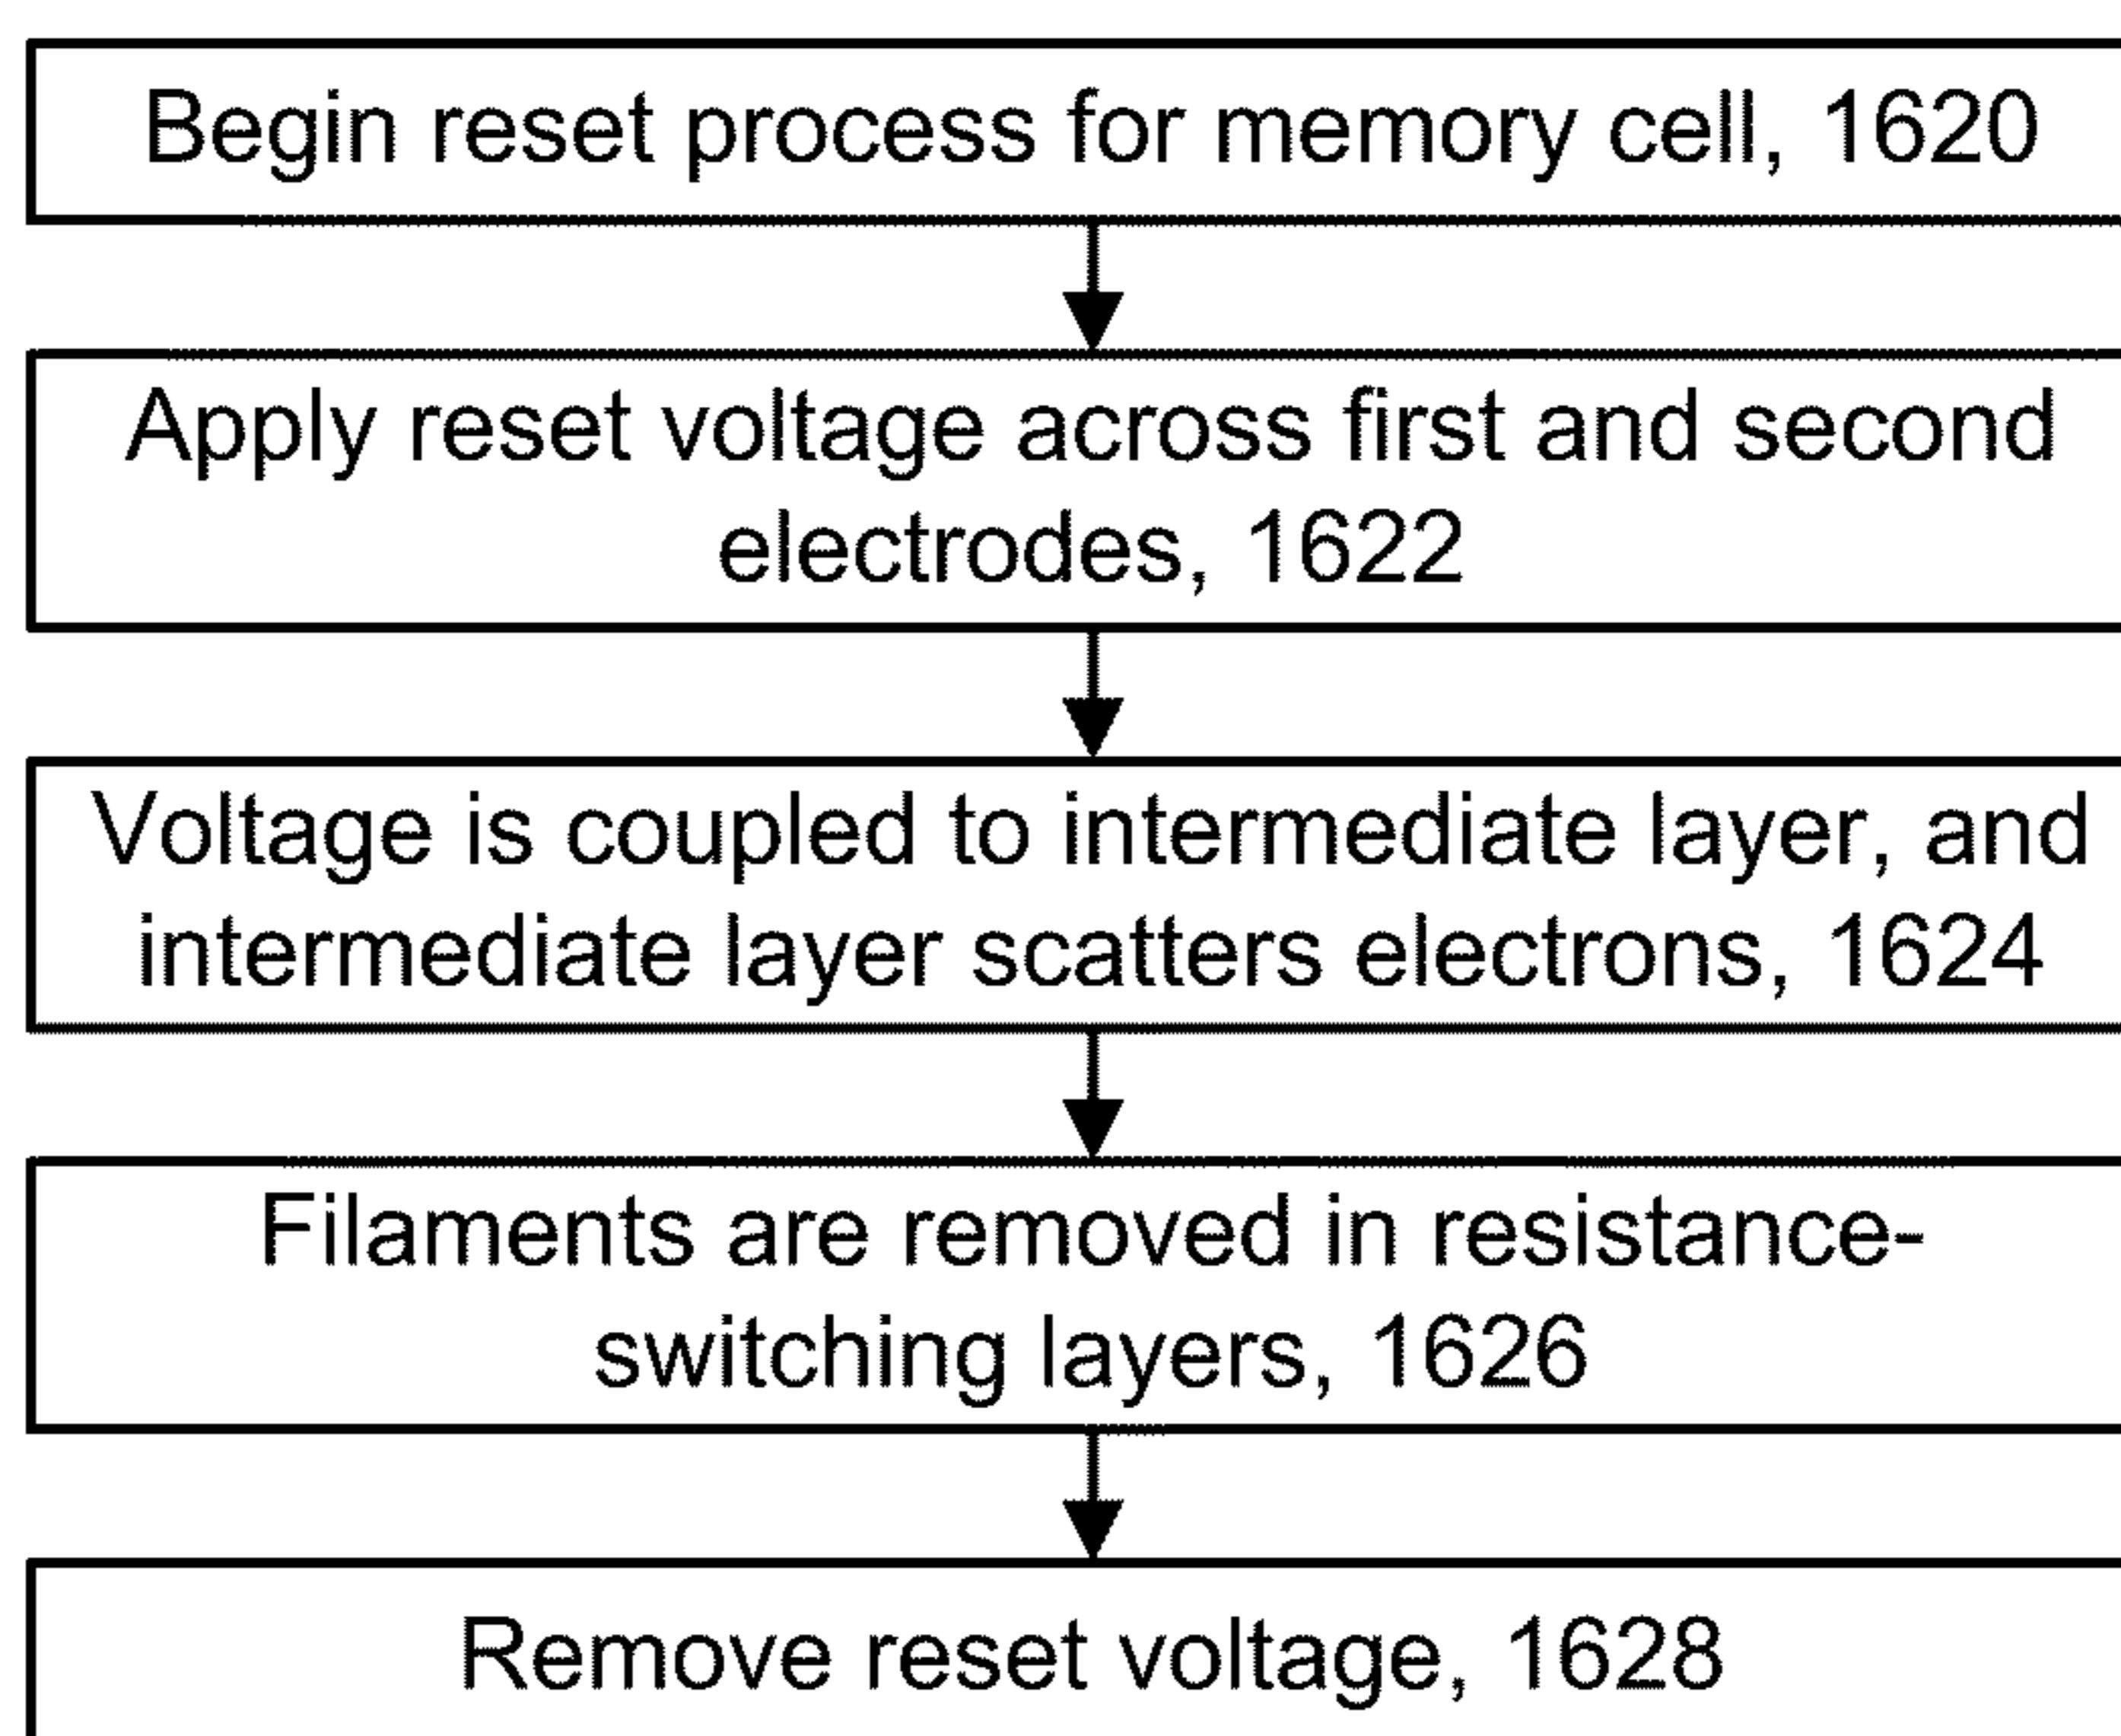 Begin reset process for memory cell, 1620
Apply reset voltage across first and second
electrodes, 1622
Voltage is coupled to intermediate layer, and
intermediate layer scatters electrons, 1624
Filaments are removed in resistance-
switching layers, 1626
Remove reset voltage, 1628